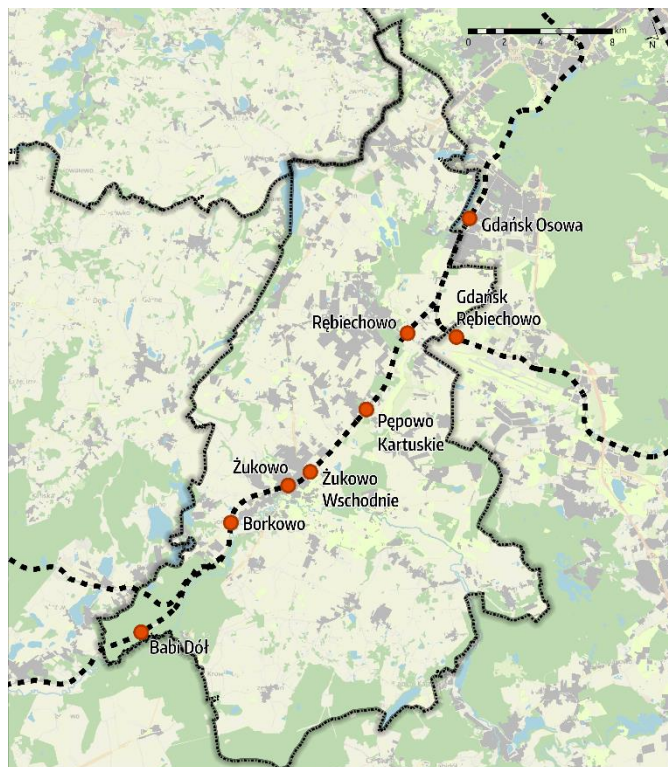 0
2
4
6
8
km
N
Gdańsk Osowa
Gdańsk
Rębiechowo
Rębiechowo
Pępowo
Kartuskie
Żukowo
Żukowo
Wschodnie
Borkowo
Babi Dół